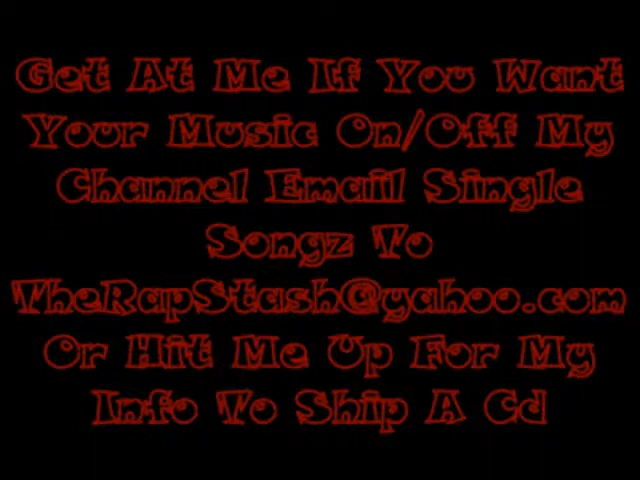 Get At Me If You Want
Your Music On/Off My
Channel Email Single
Songz To
TheRapStash@yahoo.com
Or Hit Me Up For My
Info To Ship A Cd